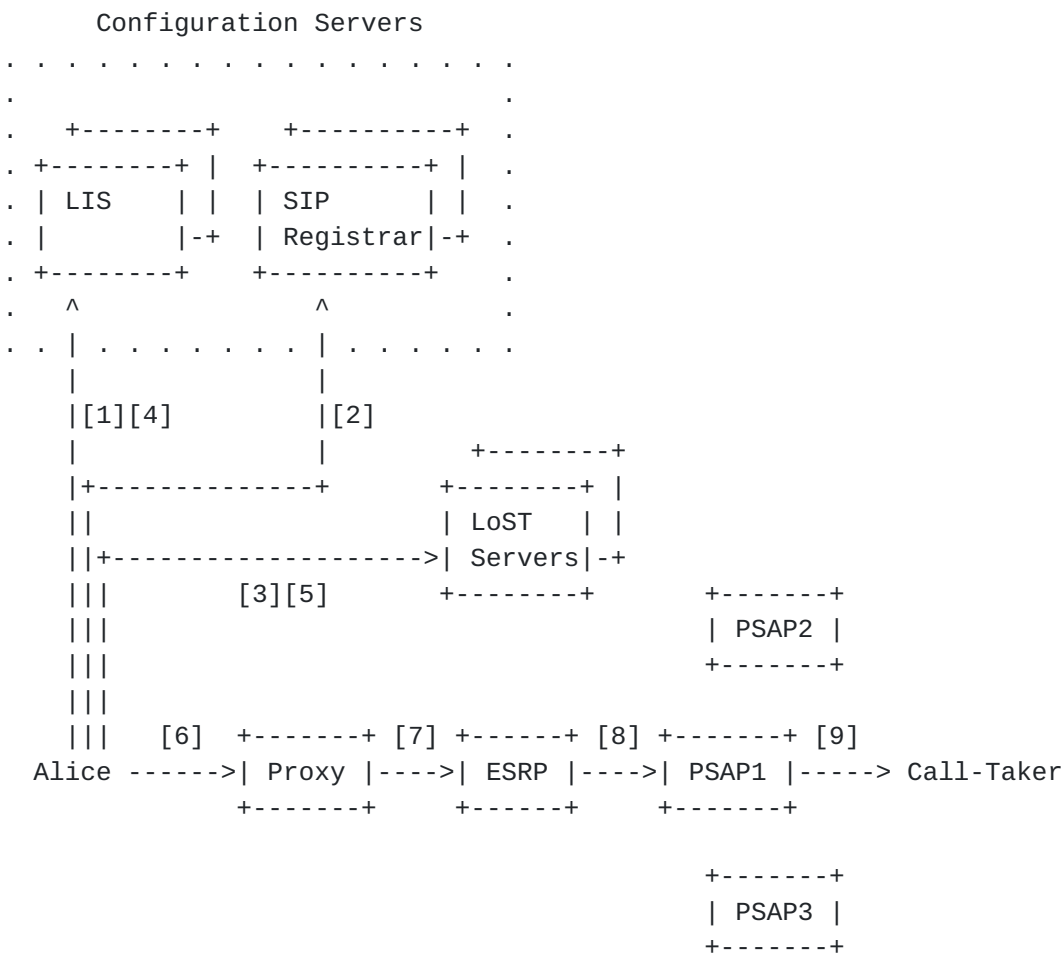 Configuration Servers
. . . . . . . . . . . . . . . . .
.                               .
.   +--------+    +----------+  .
. +--------+ |  +----------+ |  .
. | LIS    | |  | SIP      | |  .
. |        |-+  | Registrar|-+  .
. +--------+    +----------+    .
.   ^               ^           .
. . | . . . . . . . | . . . . . .
    |               |
    |[1][4]         |[2]
    |               |         +--------+
    |+--------------+       +--------+ |
    ||                      | LoST   | |
    ||+-------------------->| Servers|-+
    |||        [3][5]       +--------+       +-------+
    |||                                      | PSAP2 |
    |||                                      +-------+
    |||
    |||   [6]  +-------+ [7] +------+ [8] +-------+ [9]
  Alice ------>| Proxy |---->| ESRP |---->| PSAP1 |-----> Call-Taker
               +-------+     +------+     +-------+

                                             +-------+
                                             | PSAP3 |
                                             +-------+